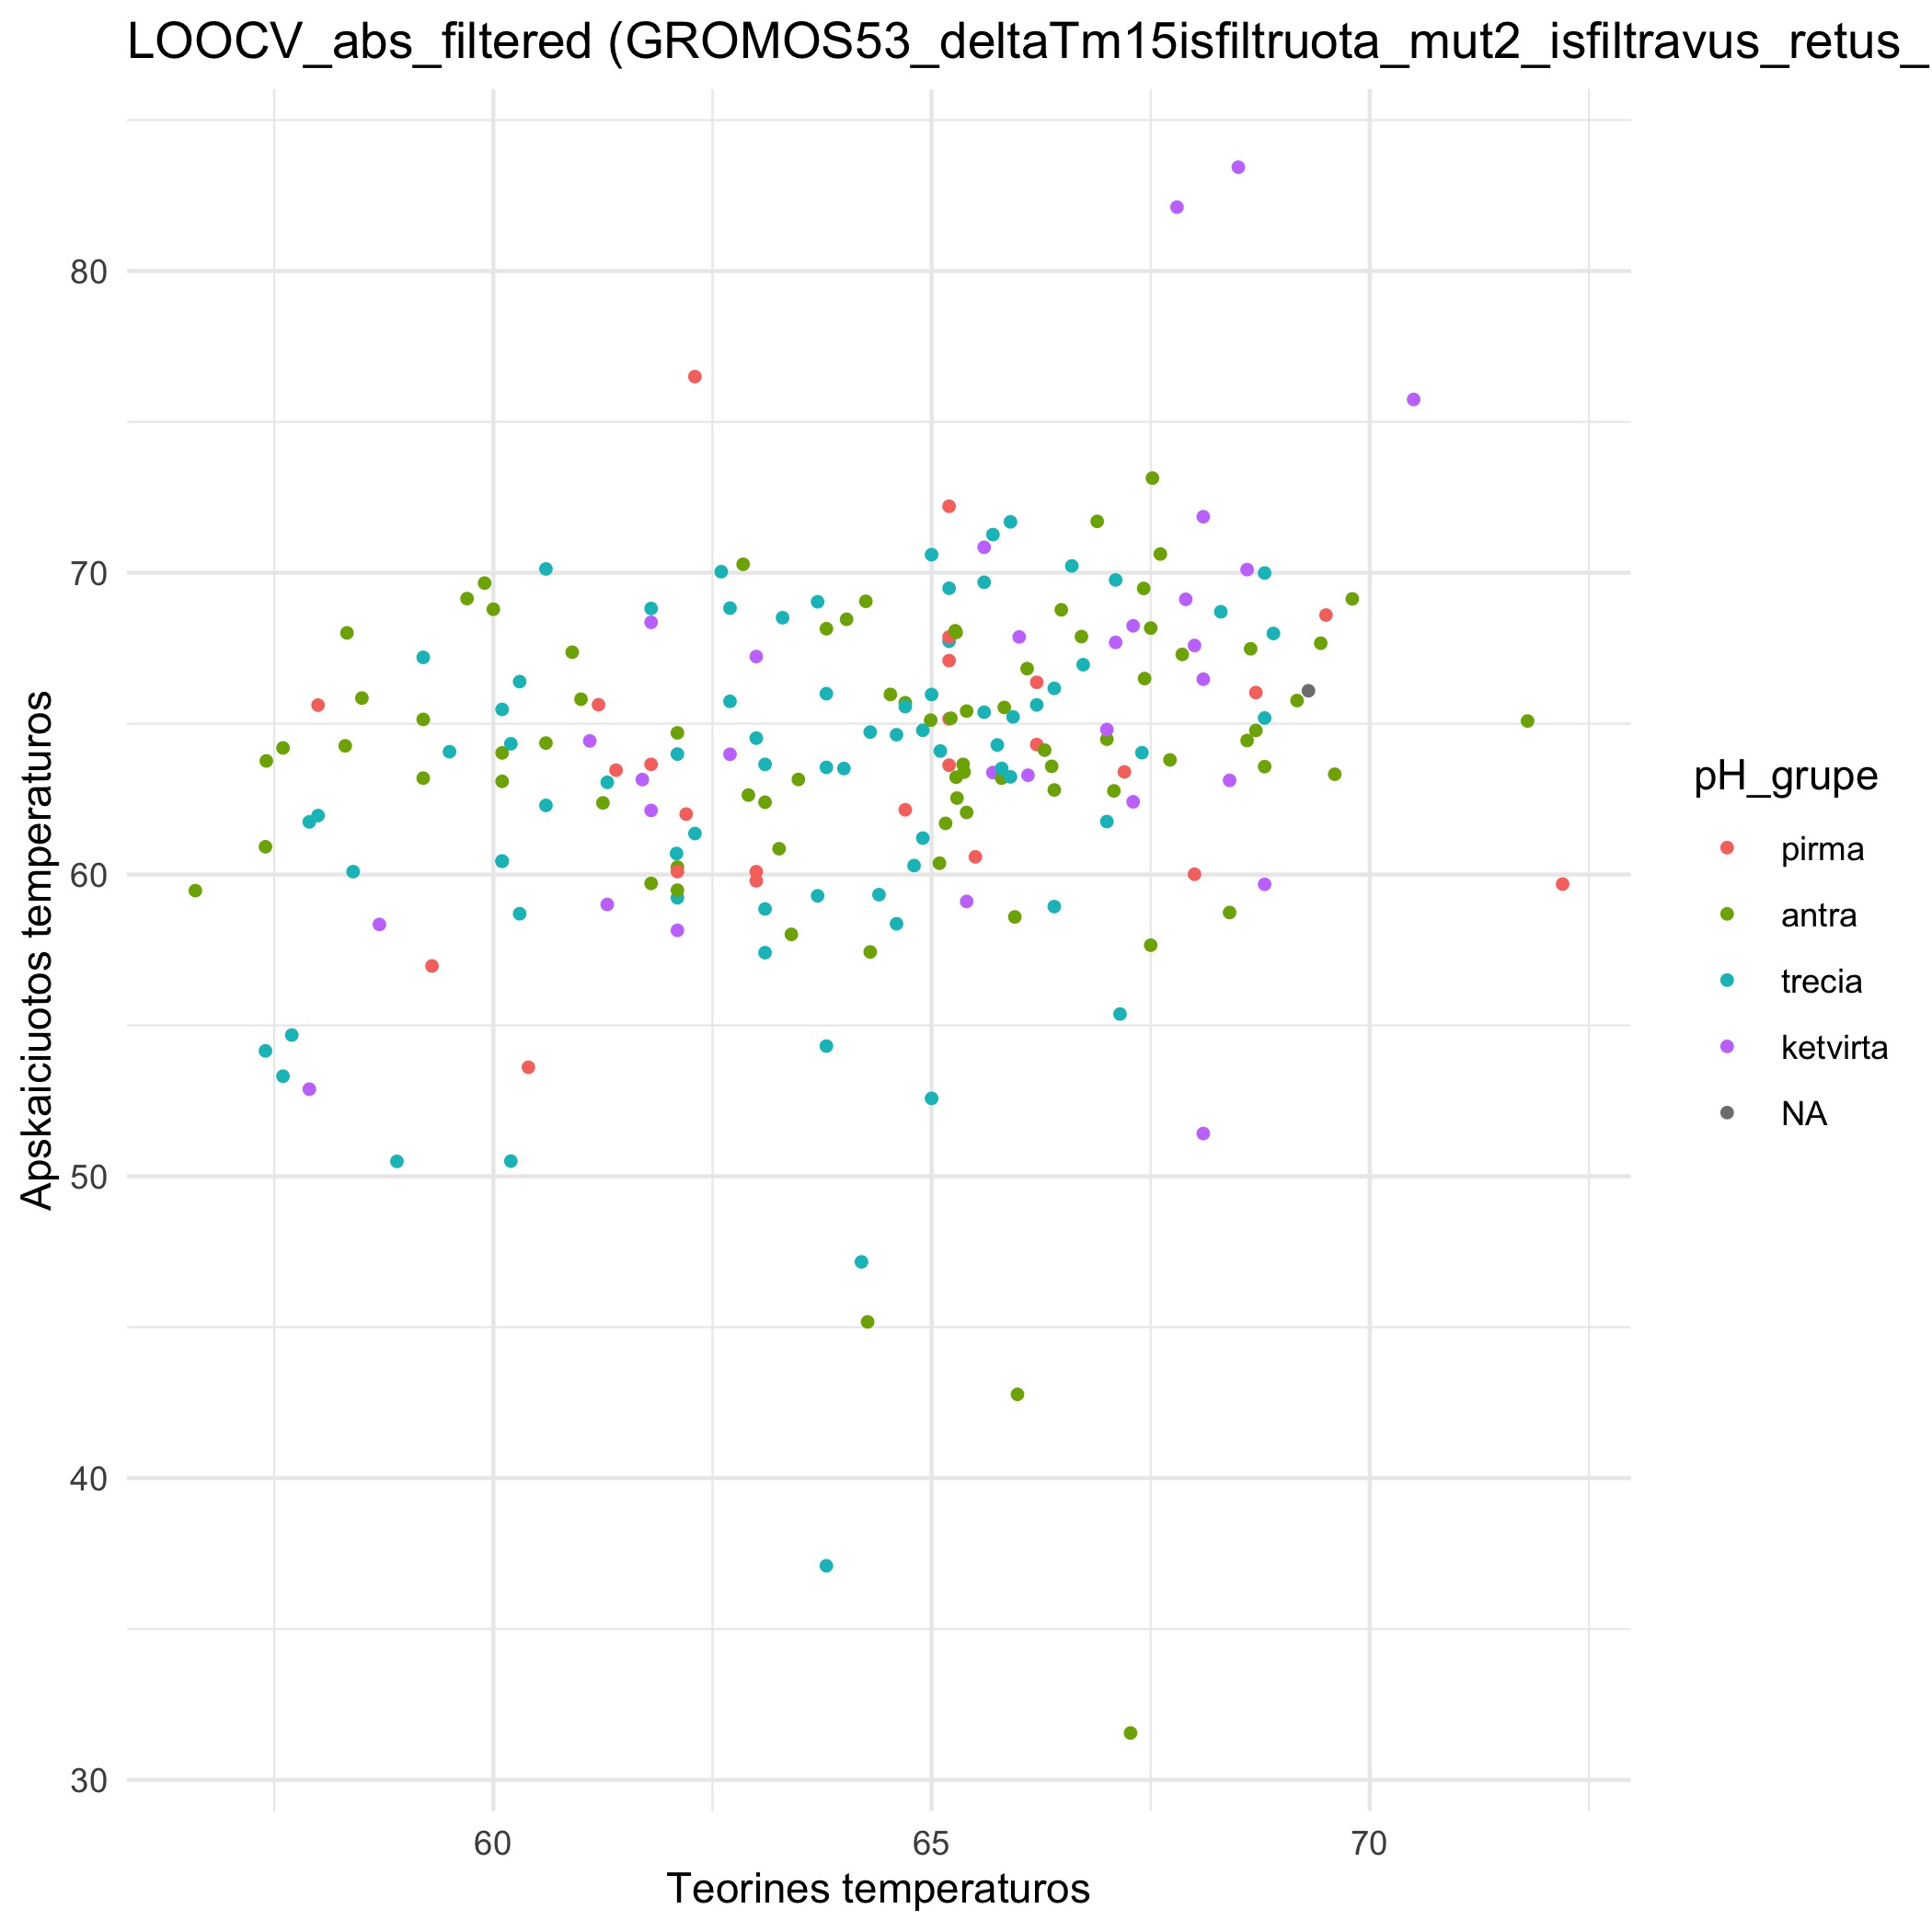 LOOCV_abs_filtered (GROMOS53_deltaTm15isfiltruota_mut2_isfiltravus_retus_
80
70
60
50
40
30
Apskaiciuotos temperaturos
60
65
70
Teorines temperaturos
pH_grupe
pirma
antra
trecia
ketvirta
NA